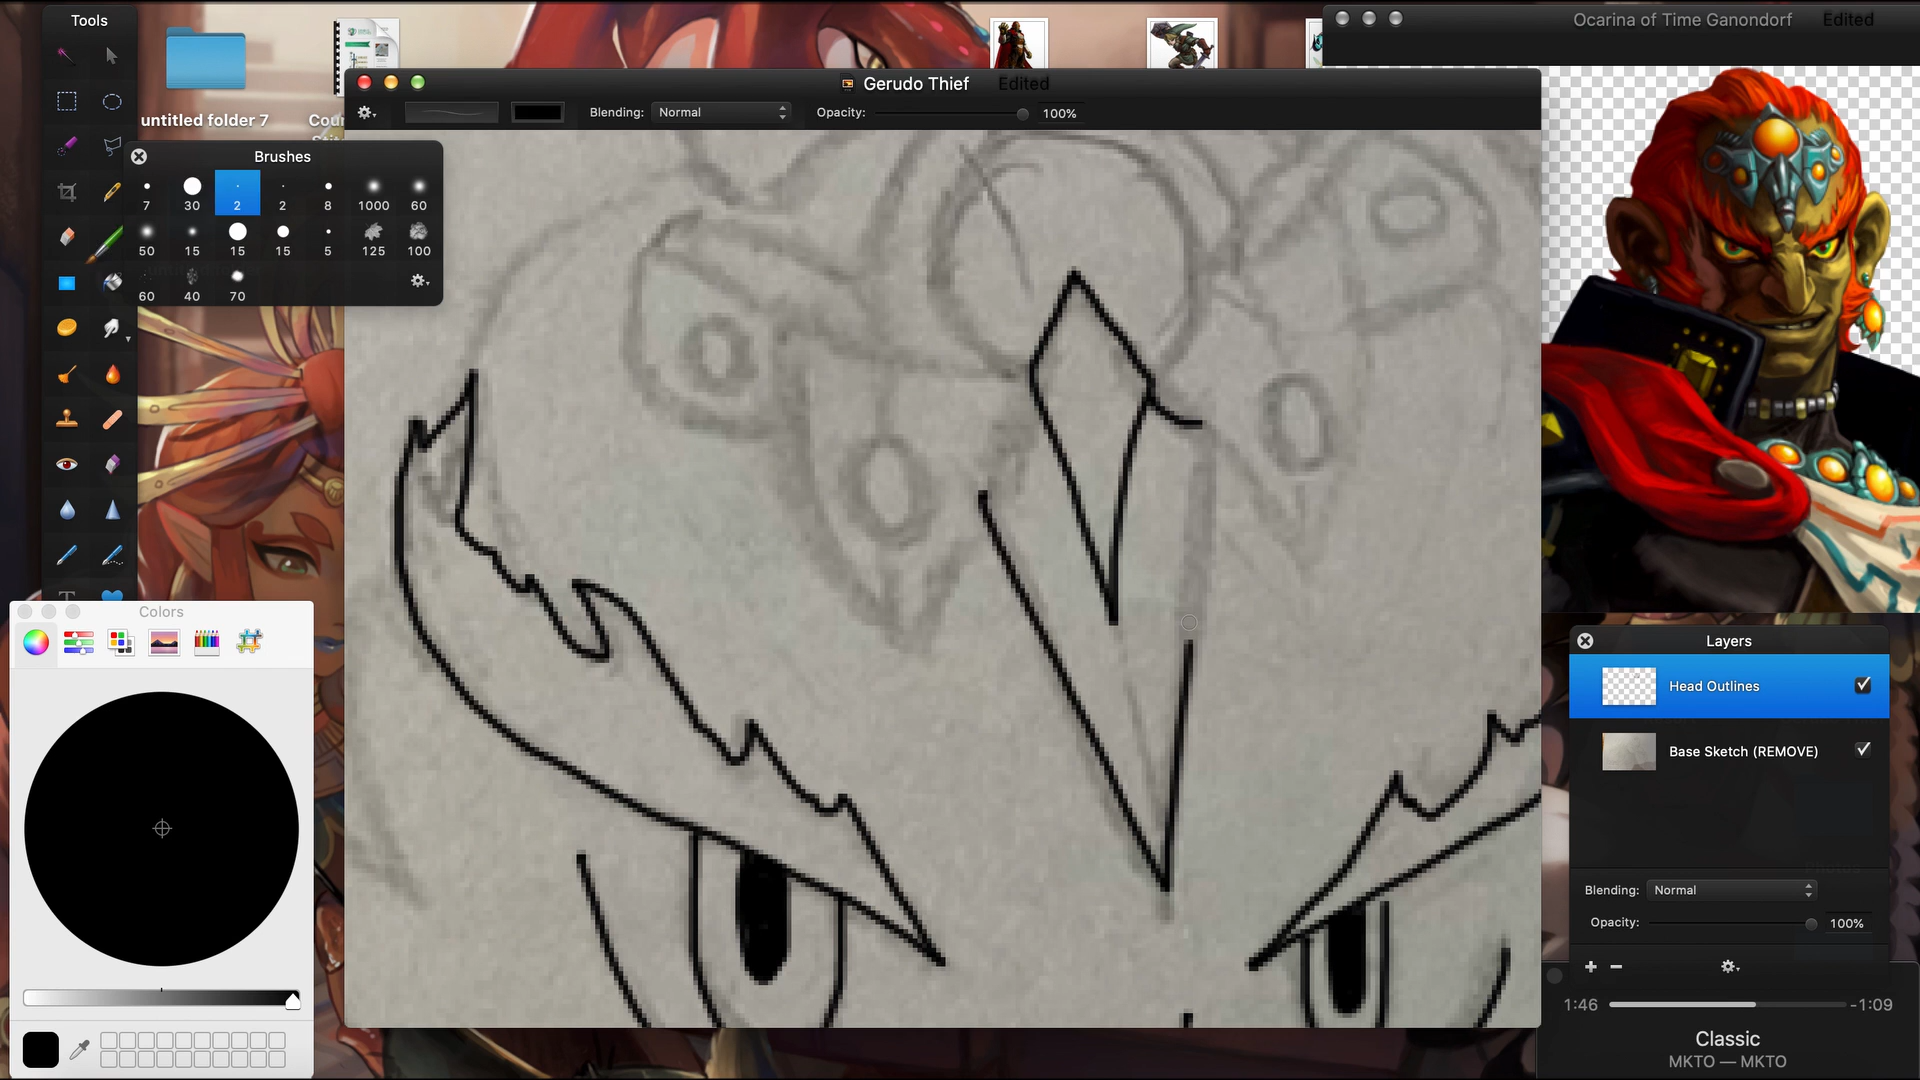 Tools
Ocarina of Time Ganondorf Edited
Gerudo Thief Edited
Blending: Normal Opacity: 100%
untitled folder 7
Cour
Brushes
7 30 2 2 8 1000 60
50 15 15 15 5 125 100
60 40 70
Colors
Layers
Head Outlines
Base Sketch (REMOVE)
Blending: Normal
Opacity: 100%
1:46 -1:09
Classic
MKTO — MKTO